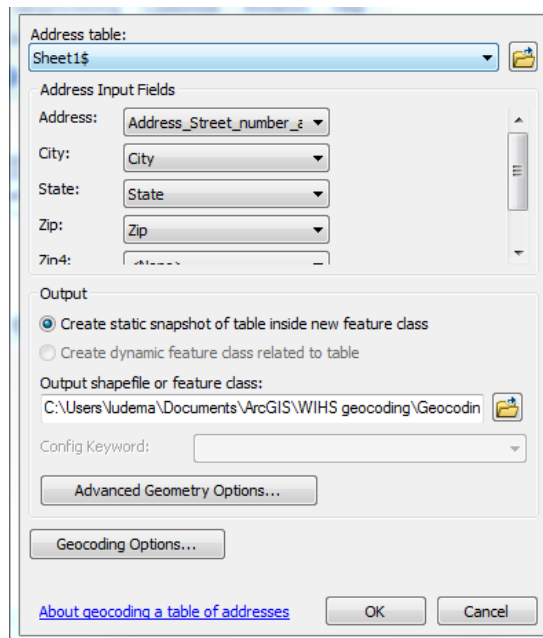 Address table:
Sheet1$
Address Input Fields
Address: Address_Street_number_a
City: City
State: State
Zip: Zip
Zip4: <None>
Output
Create static snapshot of table inside new feature class
Create dynamic feature class related to table
Output shapefile or feature class:
C:\Users\ludema\Documents\ArcGIS\WIHS geocoding\Geocodin
Config Keyword:
Advanced Geometry Options...
Geocoding Options...
About geocoding a table of addresses
OK Cancel